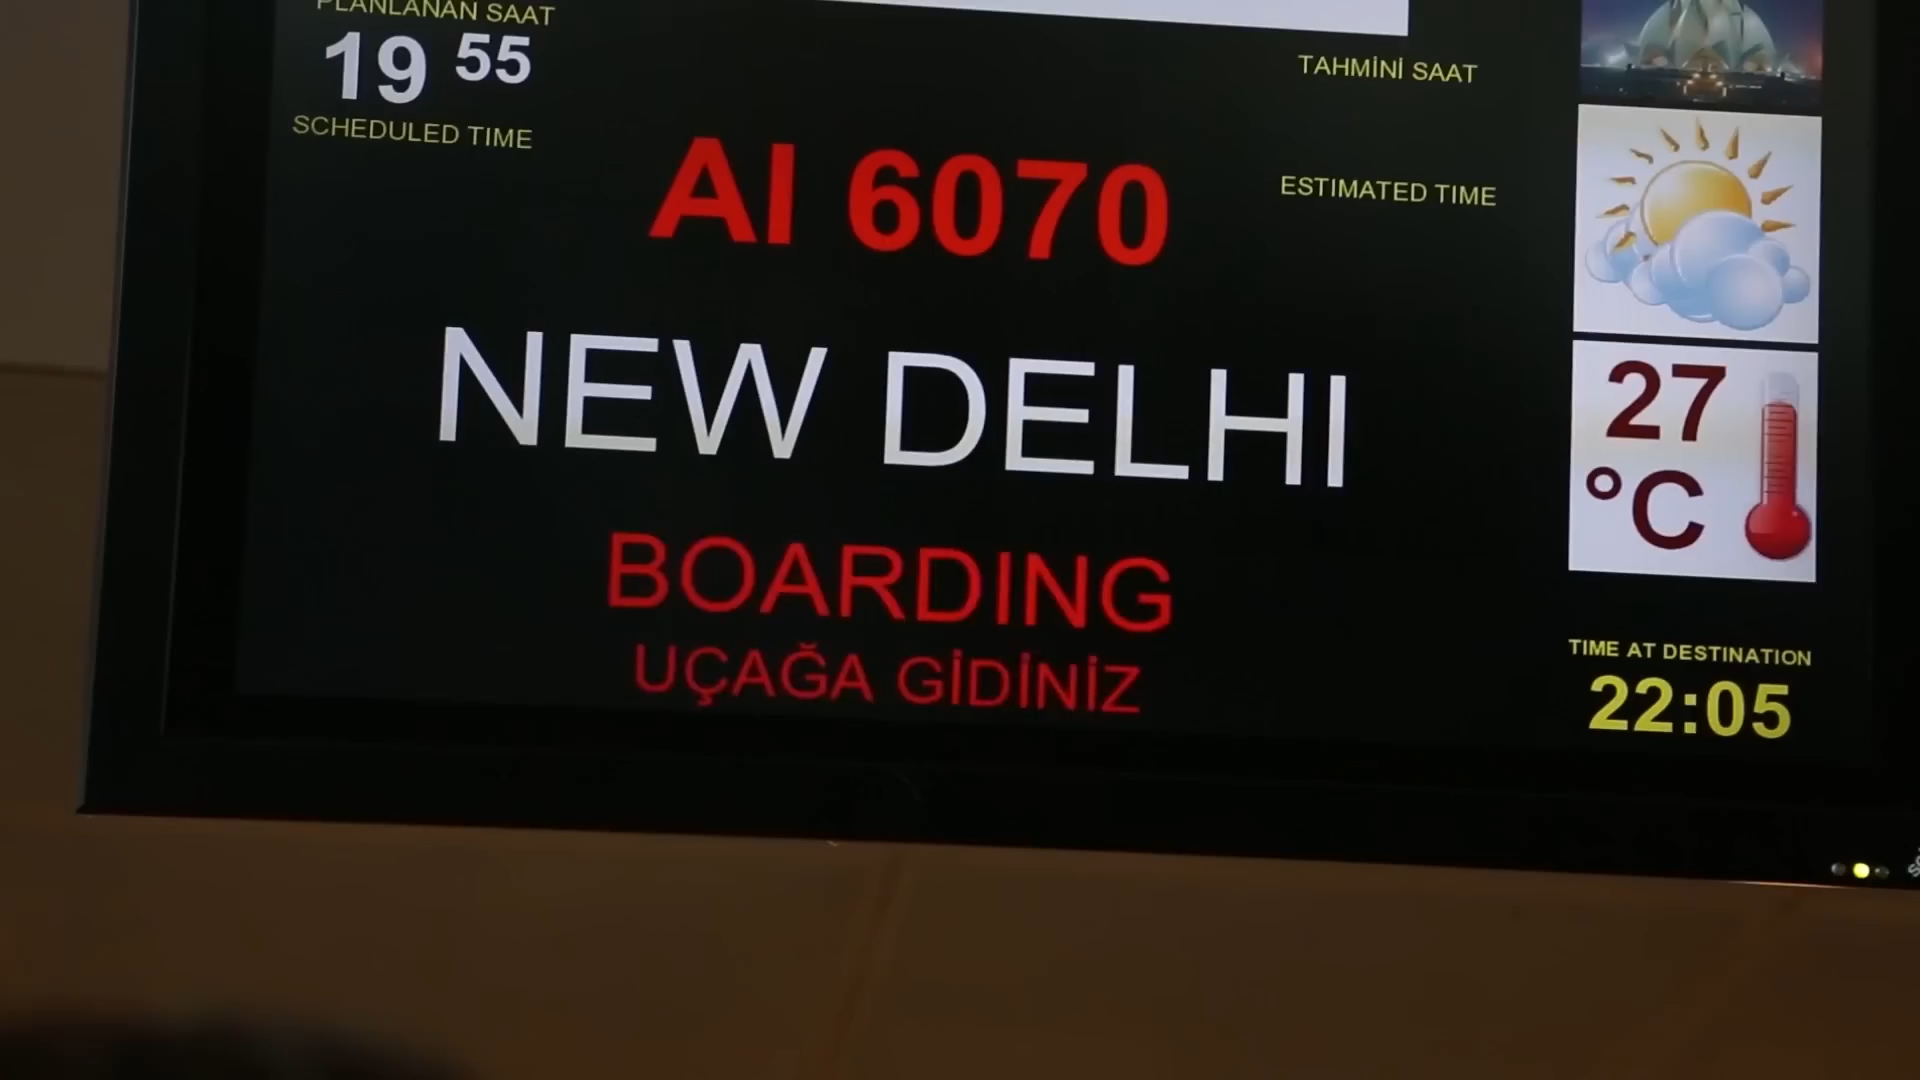 PLANLANAN SAAT
19 55
SCHEDULED TIME
TAHMİNİ SAAT
ESTIMATED TIME
AI 6070
NEW DELHI
BOARDING
UÇAĞA GİDİNİZ
27
°C
TIME AT DESTINATION
22:05